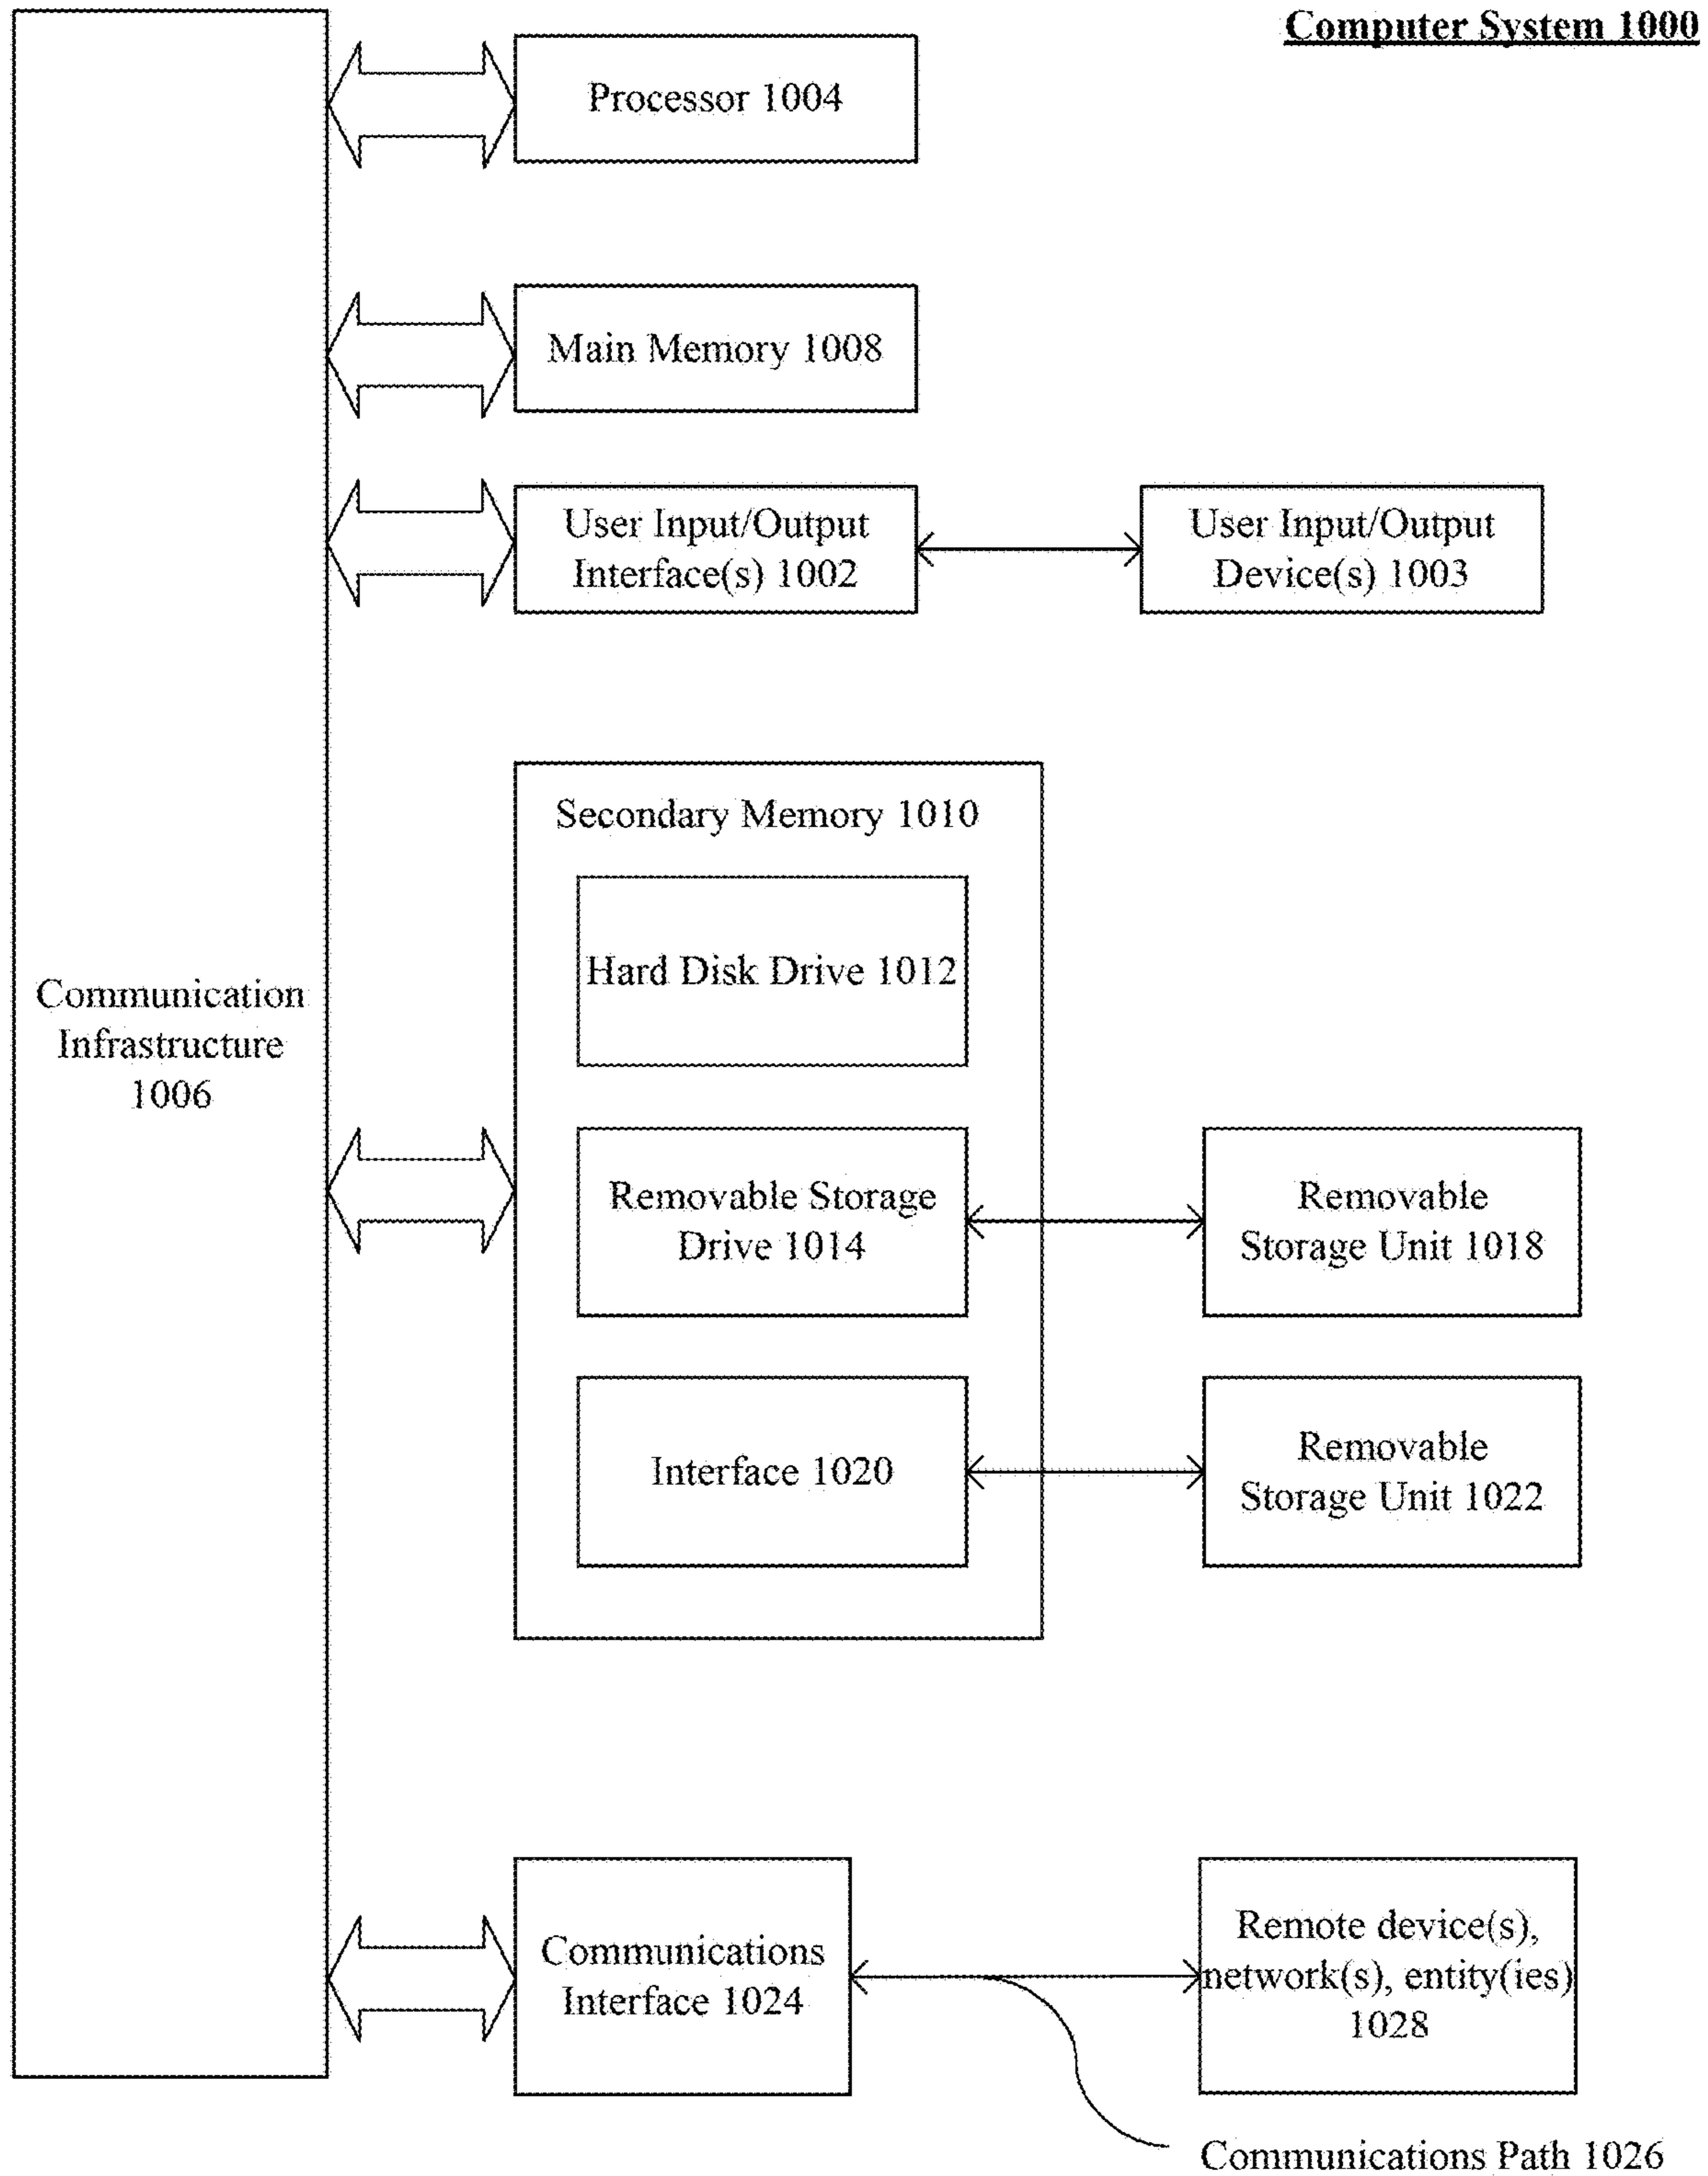 Computer System 1000
Processor 1004
Main Memory 1008
User Input/Output
Interface(s) 1002
User Input/Output
Device(s) 1003
Secondary Memory 1010
Hard Disk Drive 1012
Communication
Infrastructure
1006
Removable Storage
Drive 1014
Removable
Storage Unit 1018
Interface 1020
Removable
Storage Unit 1022
Communications
Interface 1024
Remote device(s),
network(s), entity(ies)
1028
Communications Path 1026